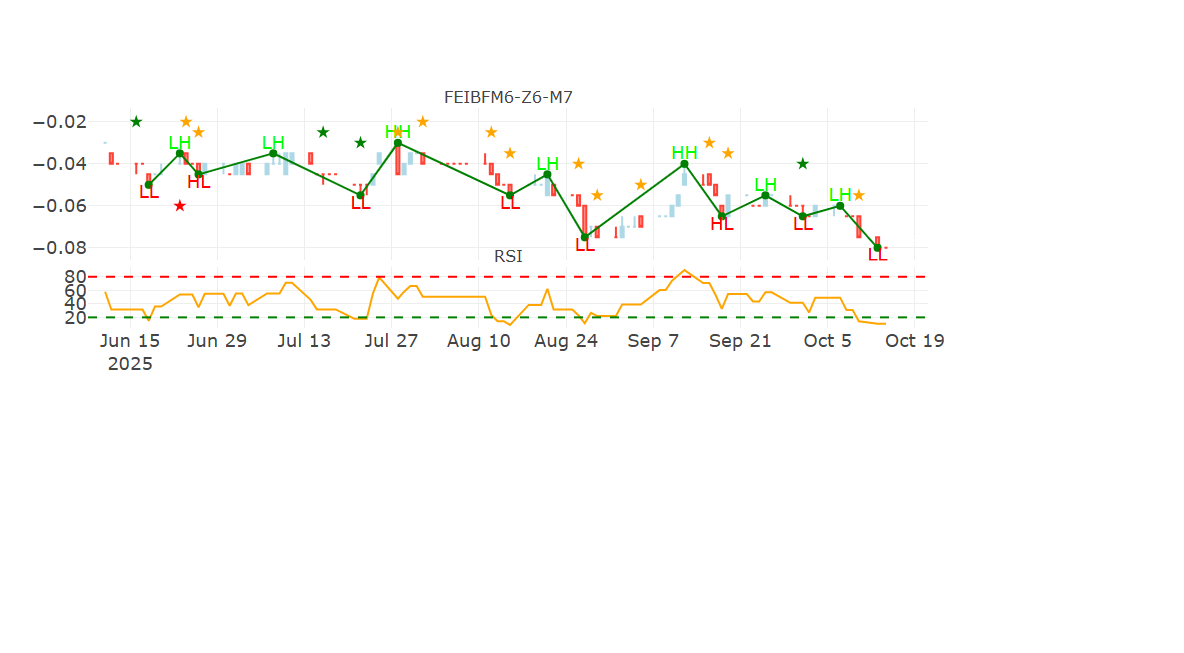 FEIBFM6-Z6-M7
−0.02
−0.04
−0.06
−0.08
LL
LH
HL
LH
LL
HH
LL
LH
LL
HH
HL
LH
LL
LH
LL
RSI
80
60
40
20
Jun 15 Jun 29 Jul 13 Jul 27 Aug 10 Aug 24 Sep 7 Sep 21 Oct 5 Oct 19
2025